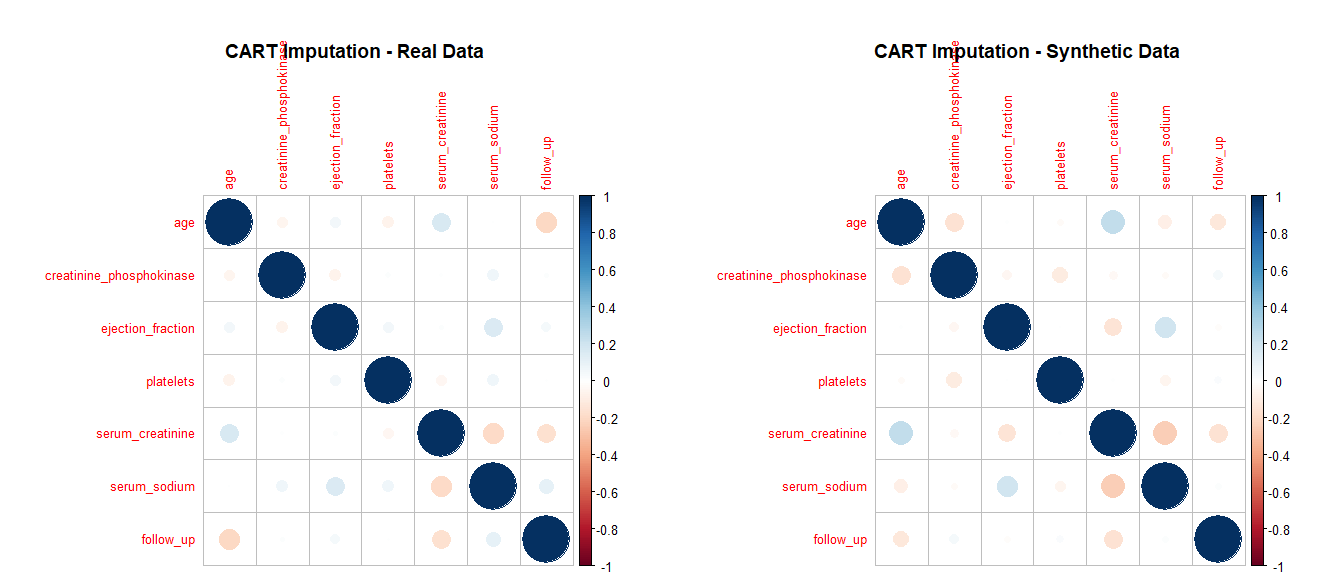 CART Imputation - Real Data
age
creatinine_phosphokinase
ejection_fraction
platelets
serum_creatinine
serum_sodium
follow_up
age
creatinine_phosphokinase
ejection_fraction
platelets
serum_creatinine
serum_sodium
follow_up
1
0.8
0.6
0.4
0.2
0
-0.2
-0.4
-0.6
-0.8
-1
CART Imputation - Synthetic Data
age
creatinine_phosphokinase
ejection_fraction
platelets
serum_creatinine
serum_sodium
follow_up
age
creatinine_phosphokinase
ejection_fraction
platelets
serum_creatinine
serum_sodium
follow_up
1
0.8
0.6
0.4
0.2
0
-0.2
-0.4
-0.6
-0.8
-1